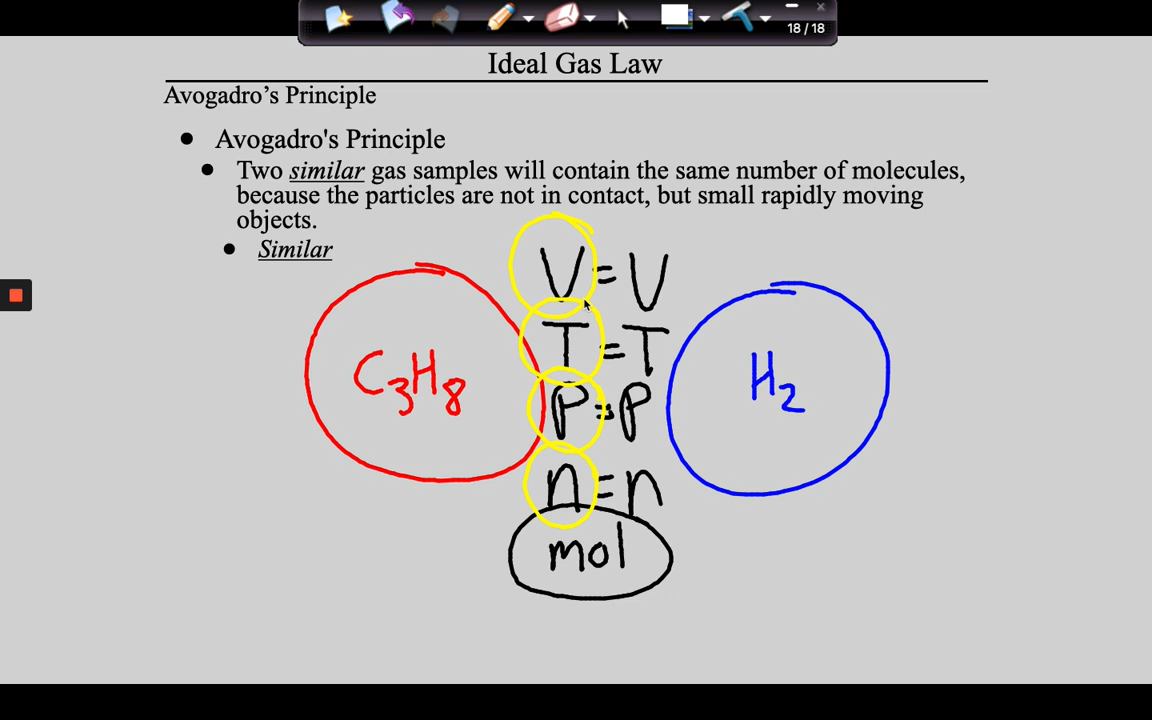 18 / 18
Ideal Gas Law
Avogadro’s Principle
● Avogadro's Principle
● Two similar gas samples will contain the same number of molecules,
because the particles are not in contact, but small rapidly moving
objects.
● Similar
V = V
T = T
C3H8
H2
P = P
n = n
mol